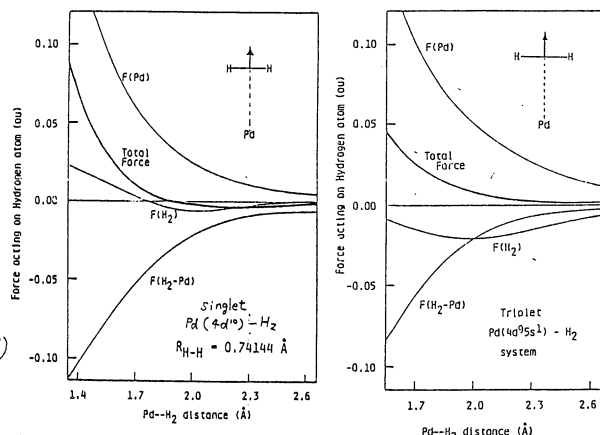 Force acting on Hydrogen atom (au)
0.10
0.05
0.00
-0.05
-0.10
1.4 1.7 2.0 2.3 2.6
Pd--H₂ distance (Å)
F(Pd)
H H
Pd
Total
Force
F(H₂)
F(H₂-Pd)
Singlet
Pd (4d¹⁰) - H₂
R_H-H = 0.74144 Å
Force acting on Hydrogen atom (au)
0.10
0.05
0.00
-0.05
-0.10
1.7 2.0 2.3 2.6
Pd--H₂ distance (Å)
F(Pd)
H H
Pd
Total
Force
F(H₂)
F(H₂-Pd)
Triplet
Pd(4d⁹5s¹) - H₂
system